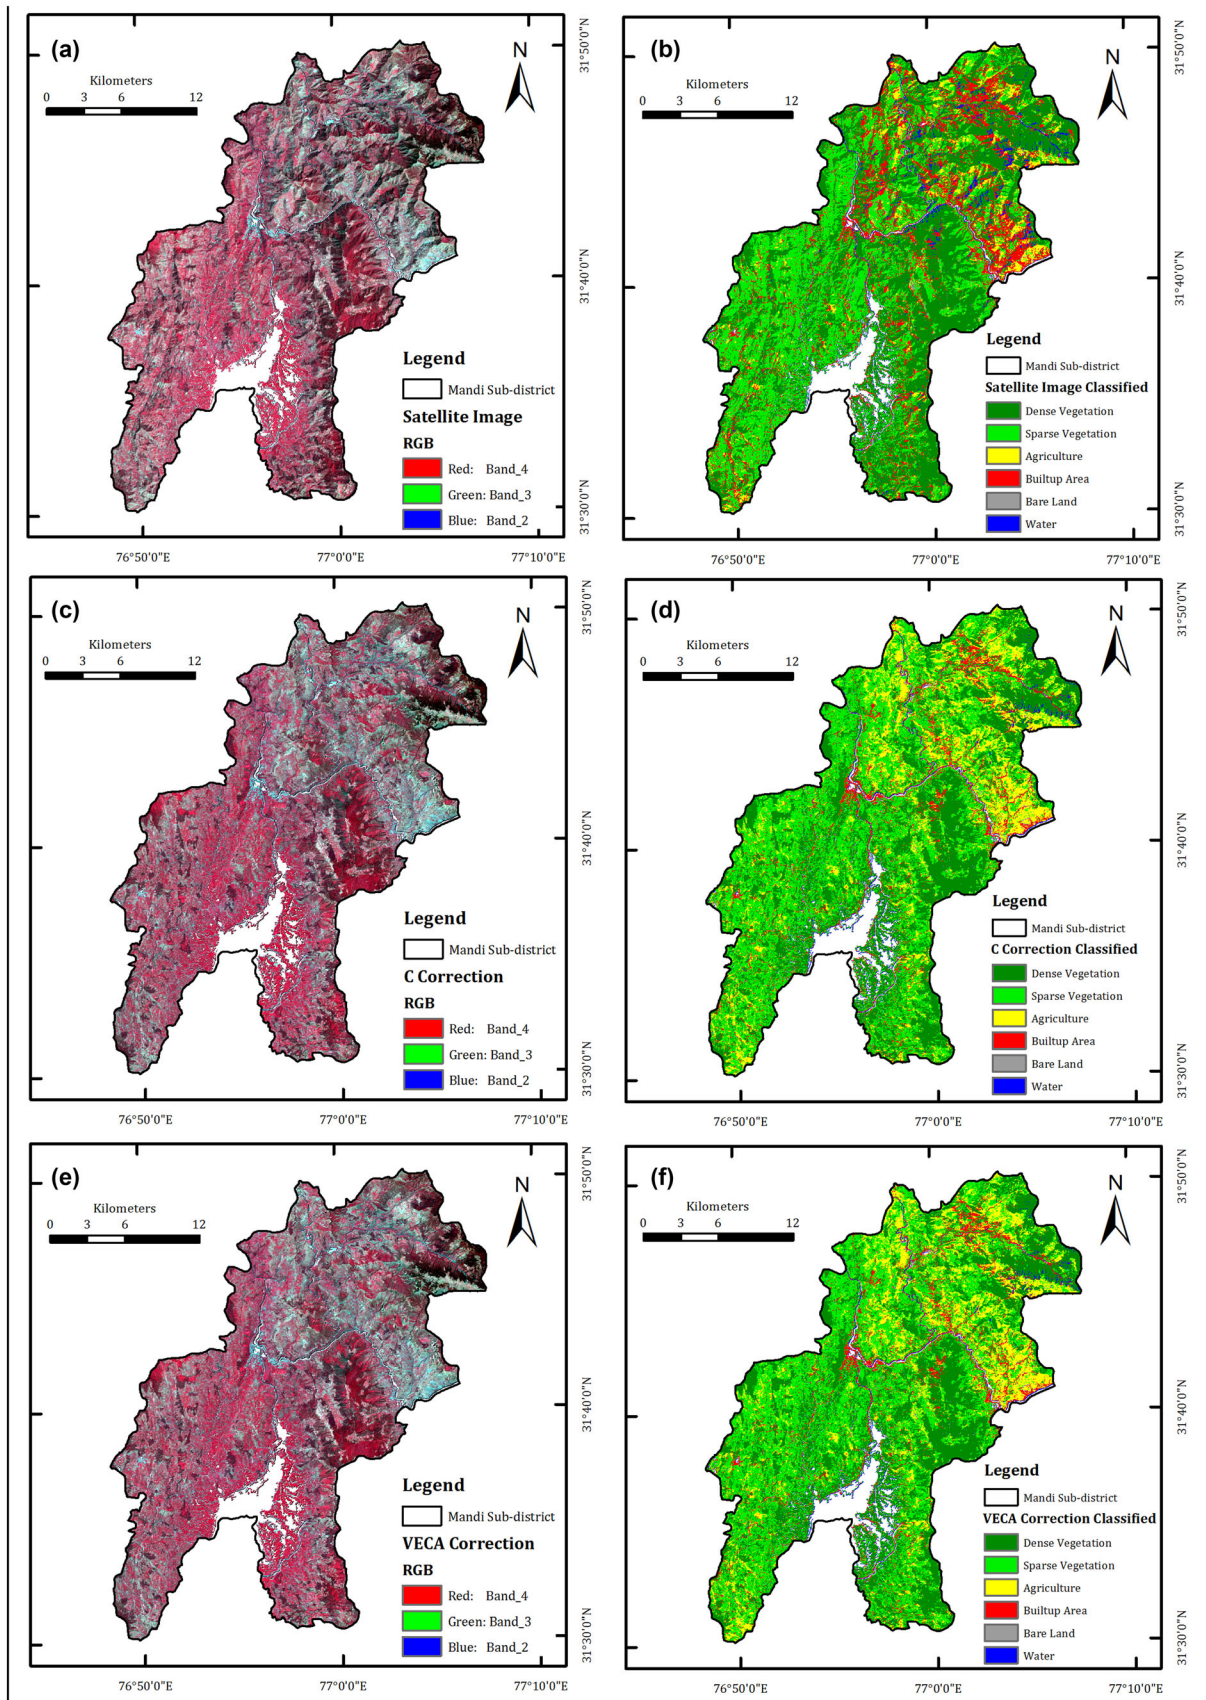 (a)
N
Kilometers
0 3 6 12
Legend
Mandi Sub-district
Satellite Image
RGB
Red: Band_4
Green: Band_3
Blue: Band_2
31°50'0"N
31°40'0"N
31°30'0"N
76°50'0"E 77°0'0"E 77°10'0"E
(b)
N
Kilometers
0 3 6 12
Legend
Mandi Sub-district
Satellite Image Classified
Dense Vegetation
Sparse Vegetation
Agriculture
Builtup Area
Bare Land
Water
31°50'0"N
31°40'0"N
31°30'0"N
76°50'0"E 77°0'0"E 77°10'0"E
(c)
N
Kilometers
0 3 6 12
Legend
Mandi Sub-district
C Correction
RGB
Red: Band_4
Green: Band_3
Blue: Band_2
31°50'0"N
31°40'0"N
31°30'0"N
76°50'0"E 77°0'0"E 77°10'0"E
(d)
N
Kilometers
0 3 6 12
Legend
Mandi Sub-district
C Correction Classified
Dense Vegetation
Sparse Vegetation
Agriculture
Builtup Area
Bare Land
Water
31°50'0"N
31°40'0"N
31°30'0"N
76°50'0"E 77°0'0"E 77°10'0"E
(e)
N
Kilometers
0 3 6 12
Legend
Mandi Sub-district
VECA Correction
RGB
Red: Band_4
Green: Band_3
Blue: Band_2
31°50'0"N
31°40'0"N
31°30'0"N
76°50'0"E 77°0'0"E 77°10'0"E
(f)
N
Kilometers
0 3 6 12
Legend
Mandi Sub-district
VECA Correction Classified
Dense Vegetation
Sparse Vegetation
Agriculture
Builtup Area
Bare Land
Water
31°50'0"N
31°40'0"N
31°30'0"N
76°50'0"E 77°0'0"E 77°10'0"E